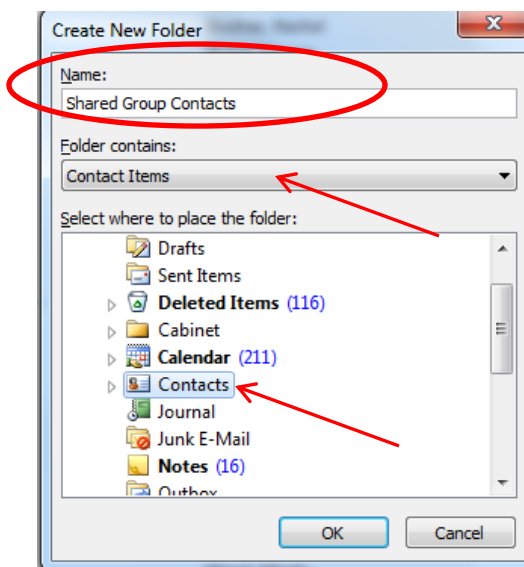 Create New Folder
Name:
Shared Group Contacts
Folder contains:
Contact Items
Select where to place the folder:
Drafts
Sent Items
Deleted Items (116)
Cabinet
Calendar (211)
Contacts
Journal
Junk E-Mail
Notes (16)
Outbox
OK
Cancel